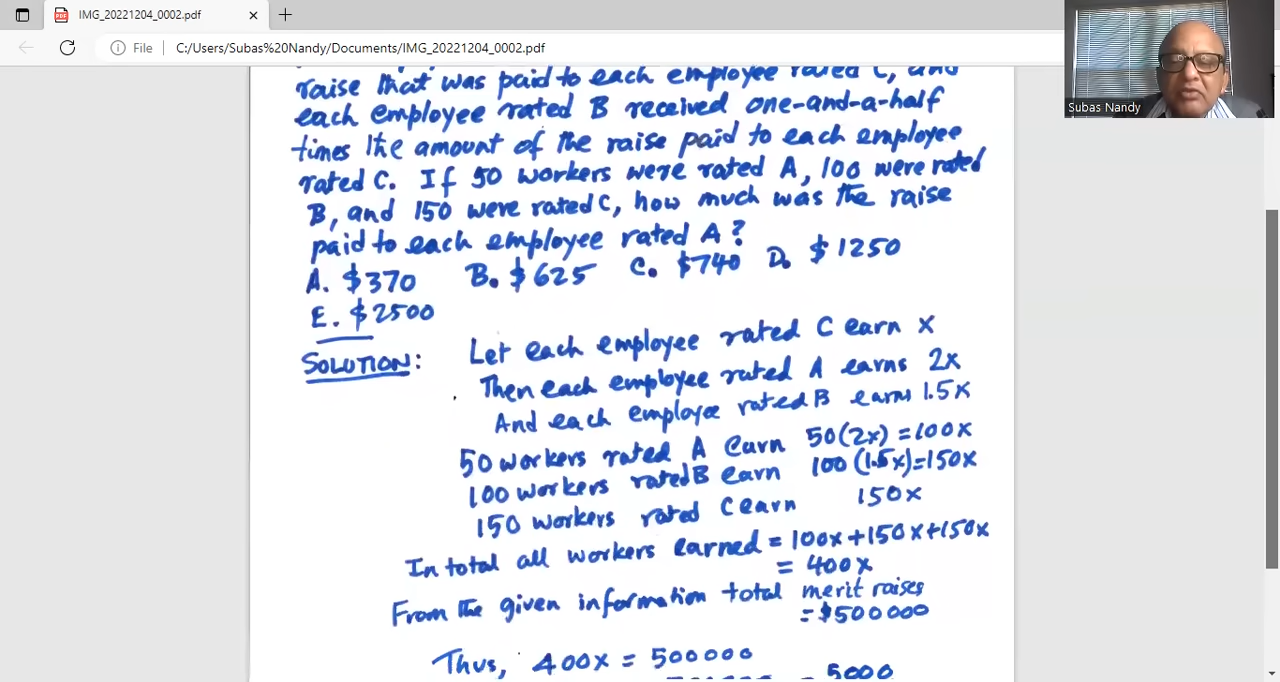 IMG_20221204_0002.pdf
File
C:/Users/Subas%20Nandy/Documents/IMG_20221204_0002.pdf
Subas Nandy
raise that was paid to each employee rated C, and
each employee rated B received one-and-a-half
times the amount of the raise paid to each employee
rated C. If 50 workers were rated A, 100 were rated
B, and 150 were rated C, how much was the raise
paid to each employee rated A?
A. $370 B. $625 C. $740 D. $1250
E. $2500
SOLUTION: Let each employee rated C earn x
Then each employee rated A earns 2x
And each employee rated B earns 1.5x
50 workers rated A earn 50(2x) = 100x
100 workers rated B earn 100 (1.5x)=150x
150 workers rated C earn 150x
In total all workers earned = 100x+150x+150x
= 400x
From the given information total merit raises
= $500000
Thus, 400x = 500000
= 5000